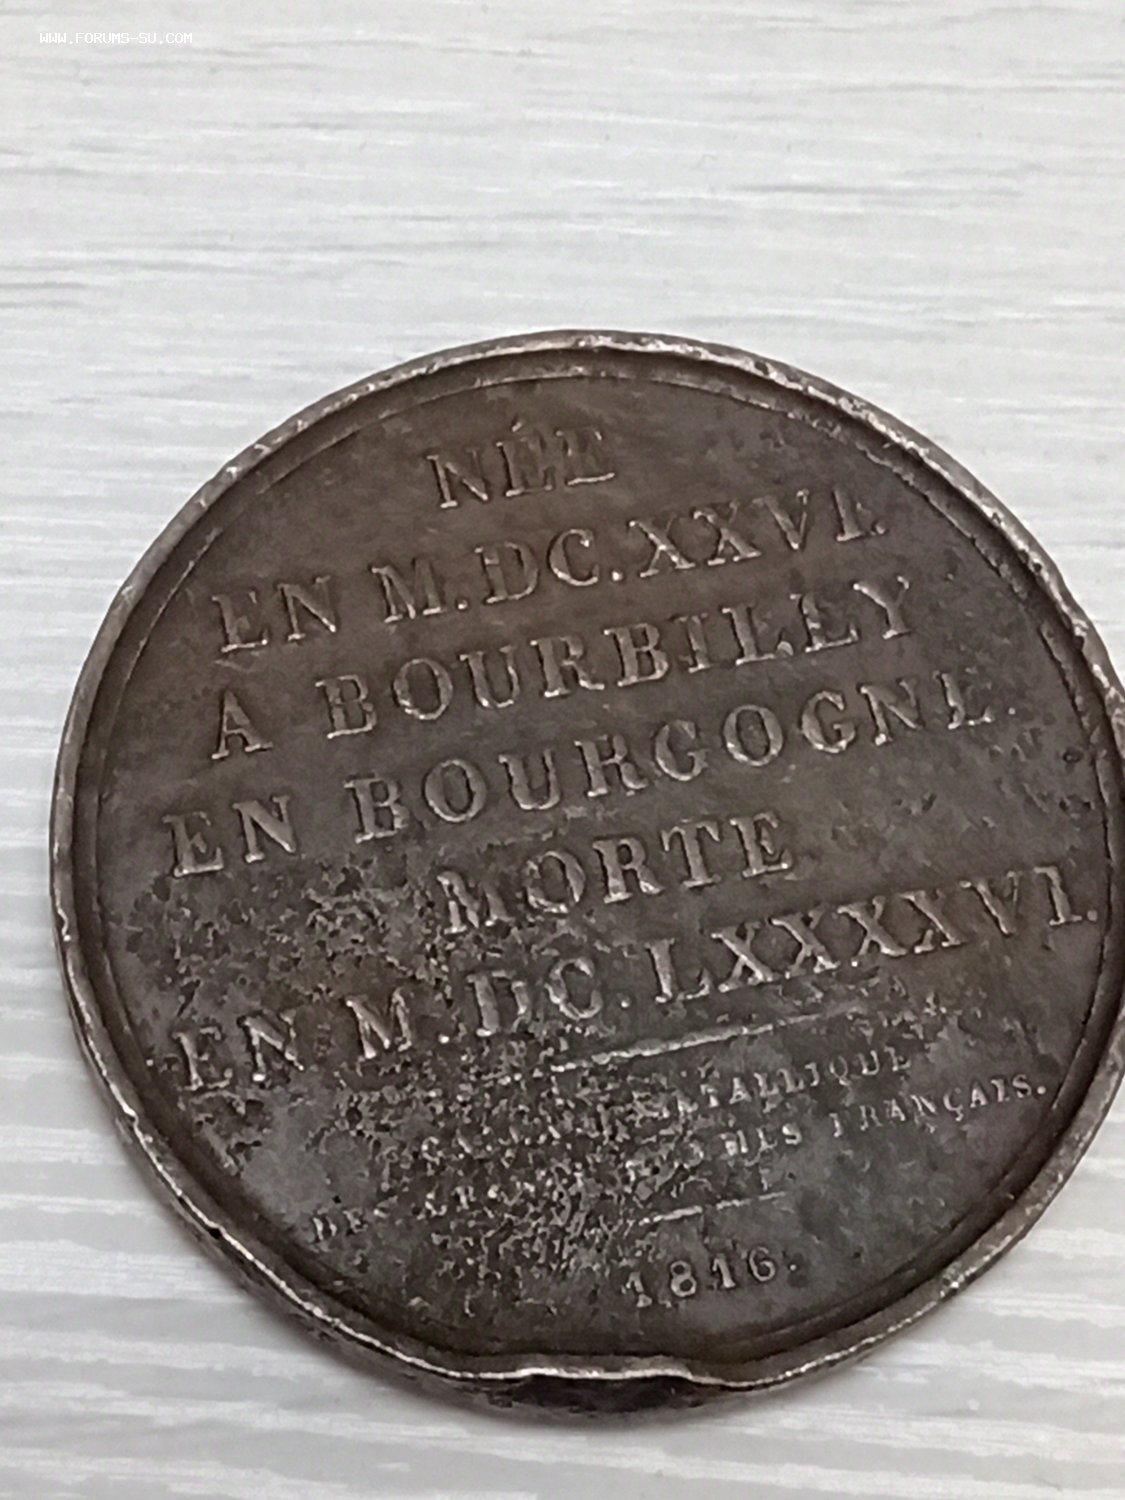 WWW.FORUMS-SU.COM
NÉE
EN M.DC.XXVI.
À BOURBILLY
EN BOURGOGNE.
MORTE
EN M.DC.LXXXXVI.
MÉTALLIQUE
FRANÇAIS.
1816.